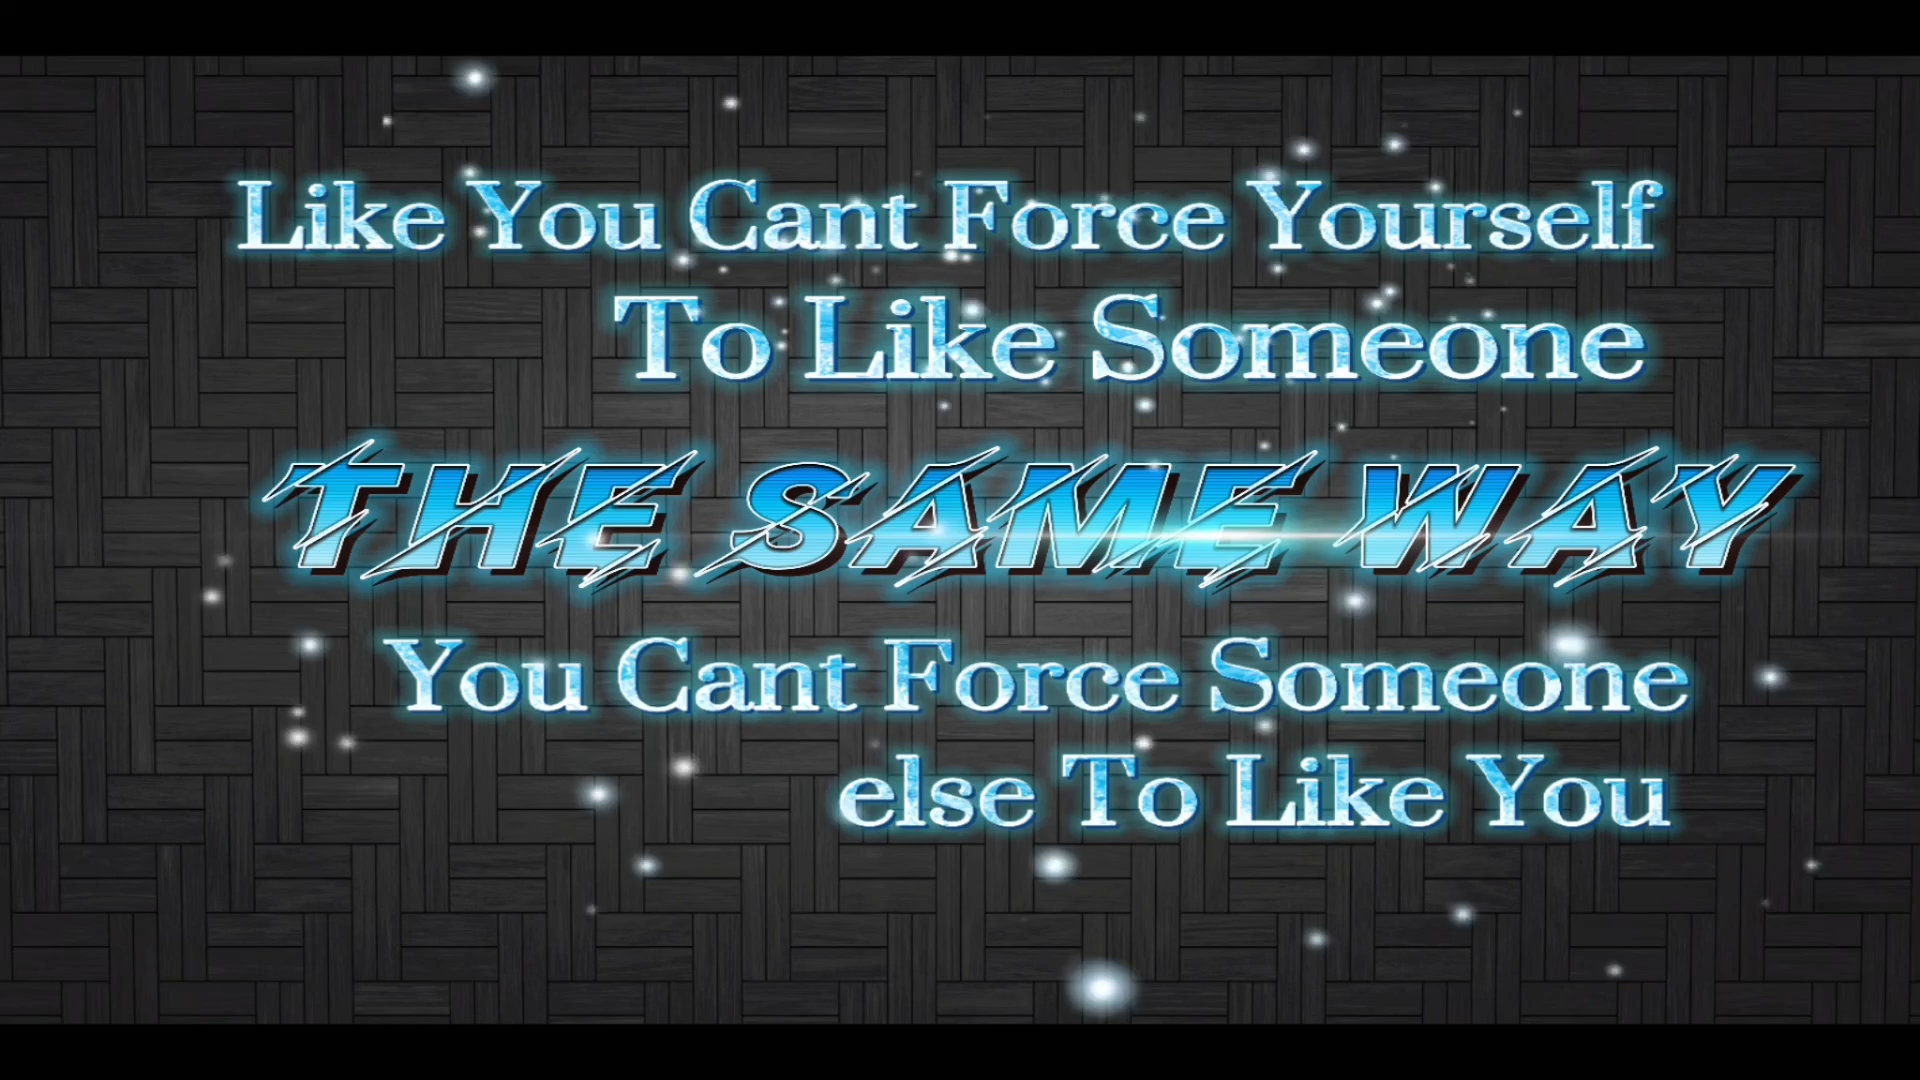 Like You Cant Force Yourself
To Like Someone
THE SAME WAY
You Cant Force Someone
else To Like You